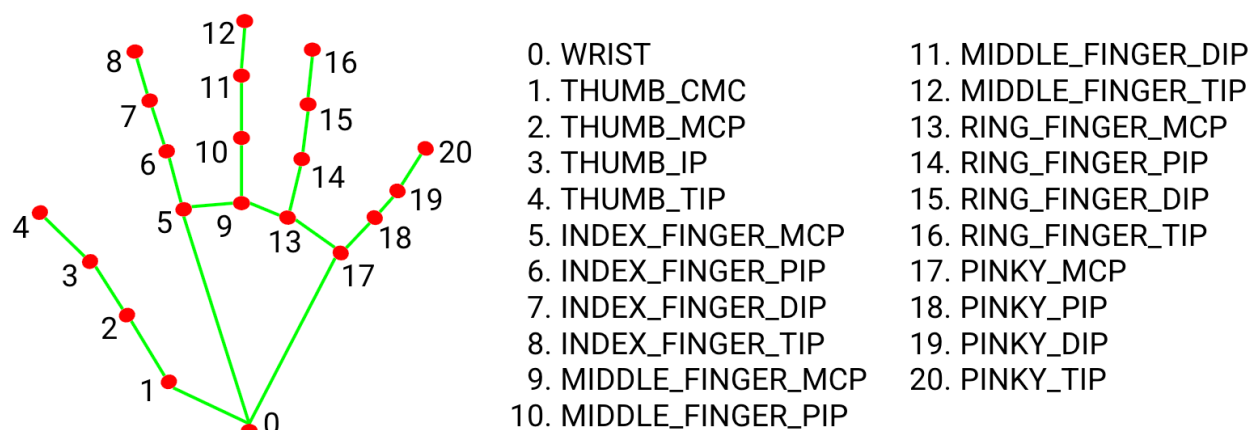 12
8
16
11
7
15
10
6
14
20
19
4
5
9
13
18
3
17
2
1
0
0. WRIST
1. THUMB_CMC
2. THUMB_MCP
3. THUMB_IP
4. THUMB_TIP
5. INDEX_FINGER_MCP
6. INDEX_FINGER_PIP
7. INDEX_FINGER_DIP
8. INDEX_FINGER_TIP
9. MIDDLE_FINGER_MCP
10. MIDDLE_FINGER_PIP
11. MIDDLE_FINGER_DIP
12. MIDDLE_FINGER_TIP
13. RING_FINGER_MCP
14. RING_FINGER_PIP
15. RING_FINGER_DIP
16. RING_FINGER_TIP
17. PINKY_MCP
18. PINKY_PIP
19. PINKY_DIP
20. PINKY_TIP